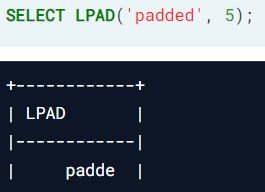 SELECT LPAD('padded', 5);
+------------+
| LPAD       |
|------------|
|     padde  |